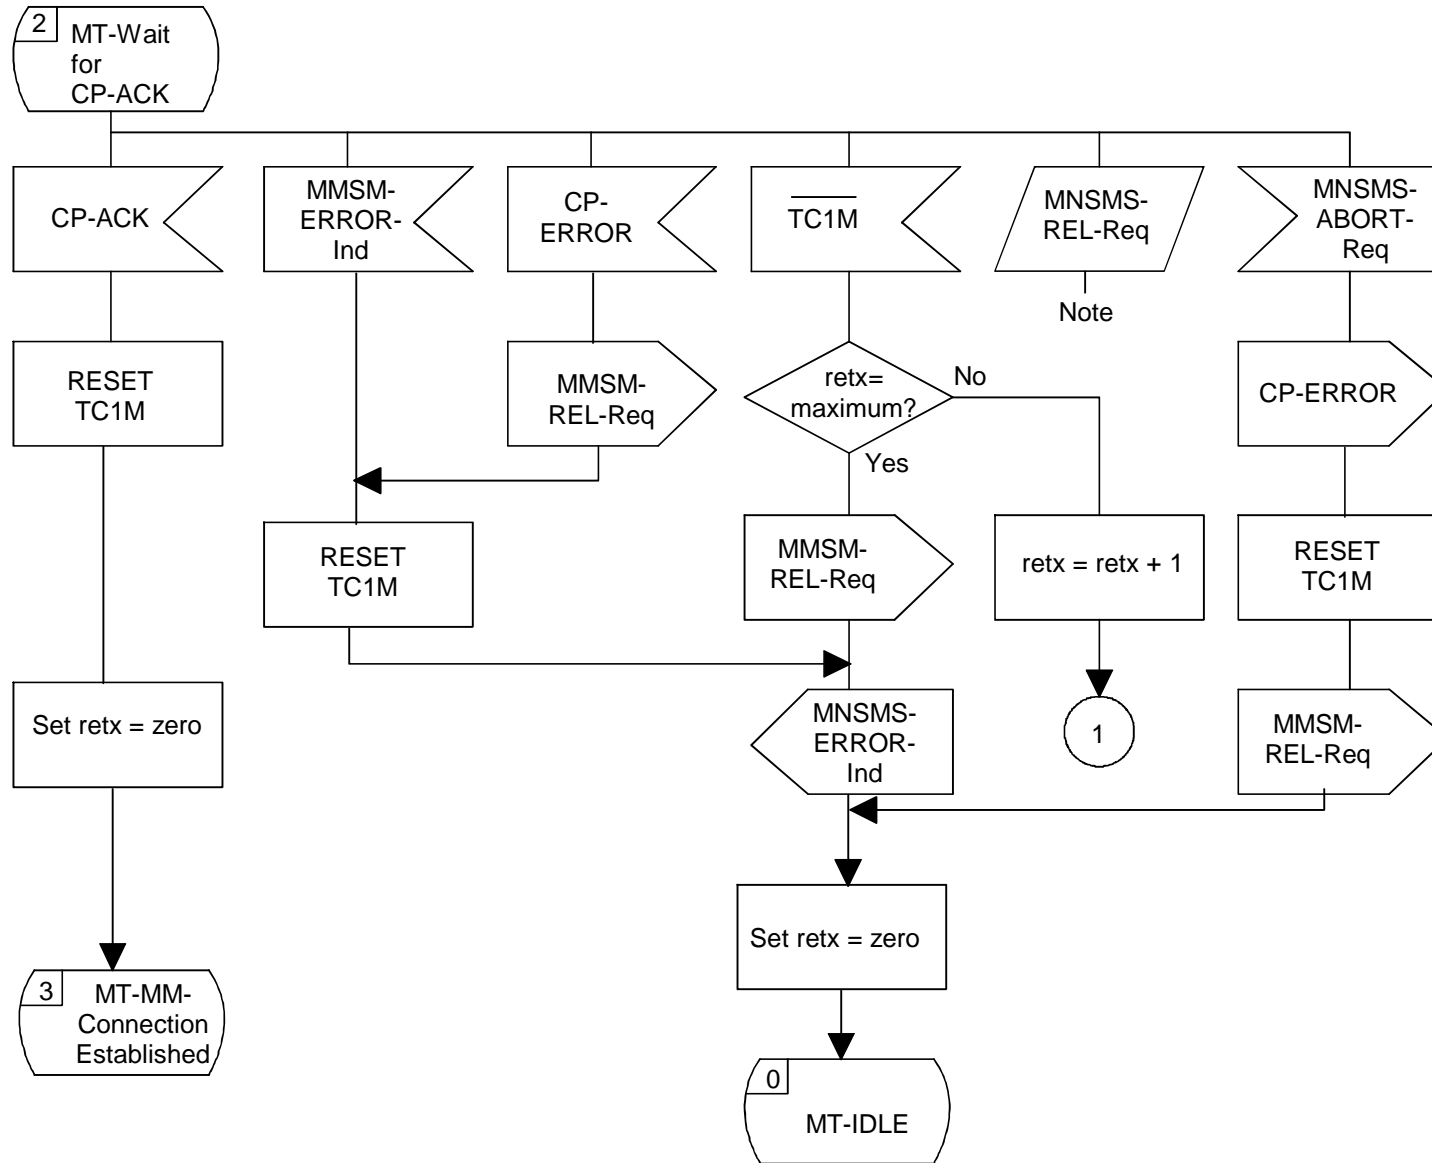 2
MT-Wait
for
CP-ACK
CP-ACK
MMSM-
ERROR-
Ind
CP-
ERROR
TC1M
MNSMS-
REL-Req
Note
MNSMS-
ABORT-
Req
RESET
TC1M
MMSM-
REL-Req
retx=
maximum?
No
Yes
CP-ERROR
RESET
TC1M
MMSM-
REL-Req
retx = retx + 1
RESET
TC1M
Set retx = zero
MNSMS-
ERROR-
Ind
1
MMSM-
REL-Req
Set retx = zero
3
MT-MM-
Connection
Established
0
MT-IDLE